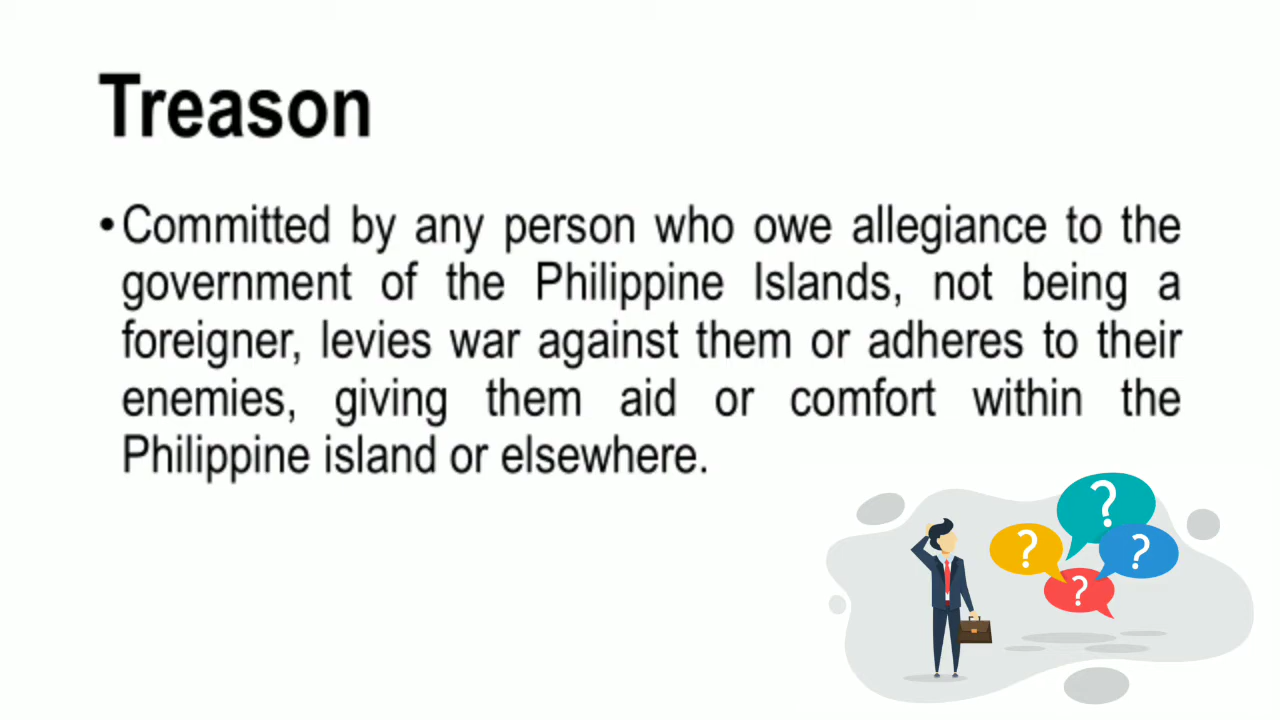 Treason
• Committed by any person who owe allegiance to the
government of the Philippine Islands, not being a
foreigner, levies war against them or adheres to their
enemies, giving them aid or comfort within the
Philippine island or elsewhere.
?
? ?
?